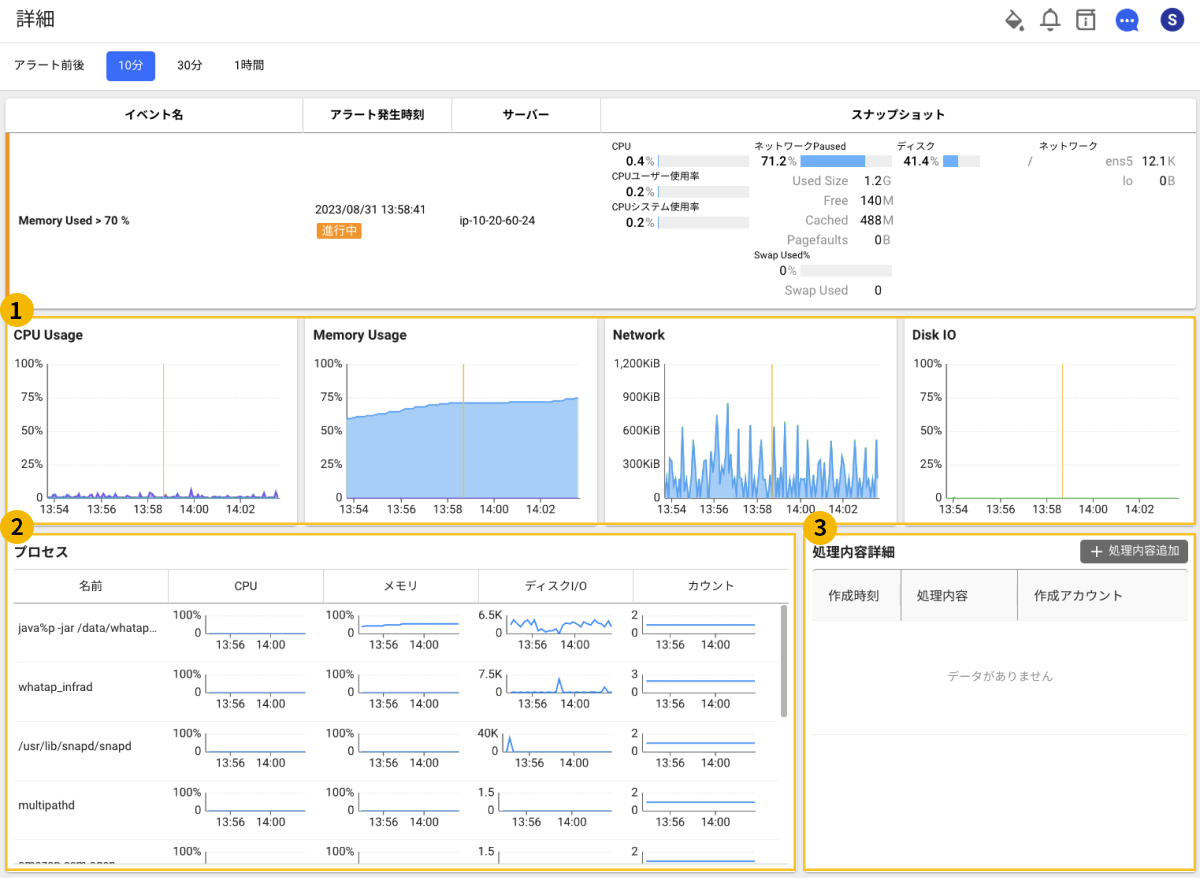 詳細
S
アラート前後 10分 30分 1時間
イベント名 アラート発生時刻 サーバー スナップショット
Memory Used > 70 %
2023/08/31 13:58:41
進行中
ip-10-20-60-24
CPU
0.4%
CPUユーザー使用率
0.2%
CPUシステム使用率
0.2%
ネットワークPaused
71.2%
Used Size 1.2G
Free 140M
Cached 488M
Pagefaults 0B
Swap Used%
0%
Swap Used 0
ディスク
41.4% /
ネットワーク
ens5 12.1K
lo 0B
1
CPU Usage
100%
75%
50%
25%
0
13:54 13:56 13:58 14:00 14:02
Memory Usage
100%
75%
50%
25%
0
13:54 13:56 13:58 14:00 14:02
Network
1,200KiB
900KiB
600KiB
300KiB
0
13:54 13:56 13:58 14:00 14:02
Disk IO
100%
75%
50%
25%
0
13:54 13:56 13:58 14:00 14:02
2
プロセス
名前 CPU メモリ ディスクI/O カウント
java%p -jar /data/whatap...
100% 0 13:56 14:00
100% 0 13:56 14:00
6.5K 0 13:56 14:00
2 0 13:56 14:00
whatap_infrad
100% 0 13:56 14:00
100% 0 13:56 14:00
7.5K 0 13:56 14:00
3 0 13:56 14:00
/usr/lib/snapd/snapd
100% 0 13:56 14:00
100% 0 13:56 14:00
40K 0 13:56 14:00
2 0 13:56 14:00
multipathd
100% 0 13:56 14:00
100% 0 13:56 14:00
1.5 0 13:56 14:00
2 0 13:56 14:00
100% 100% 1.5 2
3
処理内容詳細
+ 処理内容追加
作成時刻 処理内容 作成アカウント
データがありません